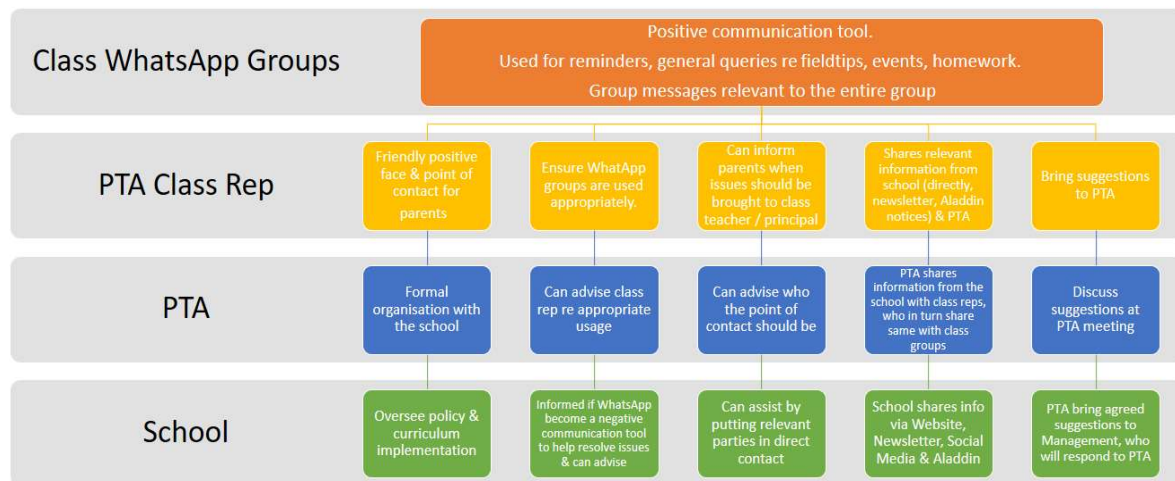 Class WhatsApp Groups
Positive communication tool.
Used for reminders, general queries re fieldtips, events, homework.
Group messages relevant to the entire group
PTA Class Rep
Friendly positive
face & point of
contact for
parents
Ensure WhatApp
groups are used
appropriately.
Can inform
parents when
issues should be
brought to class
teacher / principal
Shares relevant
information from
school (directly,
newsletter, Aladdin
notices) & PTA
Bring suggestions
to PTA
PTA
Formal
organisation with
the school
Can advise class
rep re appropriate
usage
Can advise who
the point of
contact should be
PTA shares
information from the
school with class reps,
who in turn share
same with class
groups
Discuss
suggestions at
PTA meeting
School
Oversee policy &
curriculum
implementation
Informed if WhatsApp
become a negative
communication tool
to help resolve issues
& can advise
Can assist by
putting relevant
parties in direct
contact
School shares info
via Website,
Newsletter, Social
Media & Aladdin
PTA bring agreed
suggestions to
Management, who
will respond to PTA